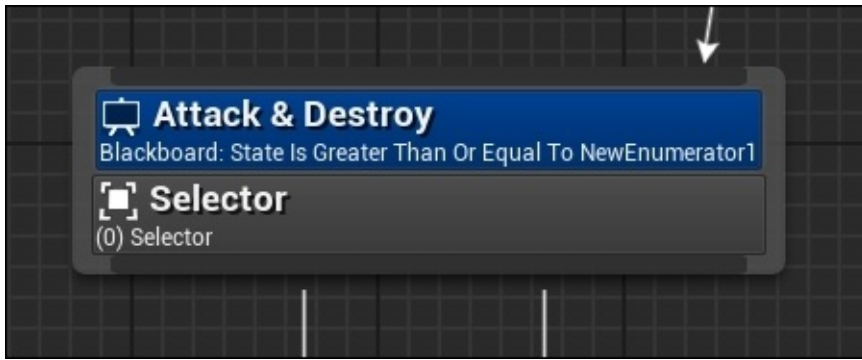 Attack & Destroy
Blackboard: State Is Greater Than Or Equal To NewEnumerator1
Selector
(0) Selector